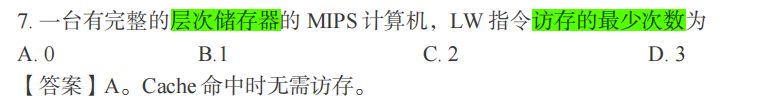 7. 一台有完整的层次储存器的 MIPS 计算机，LW 指令访存的最少次数为
A. 0 B.1 C. 2 D. 3
【答案】A。Cache 命中时无需访存。